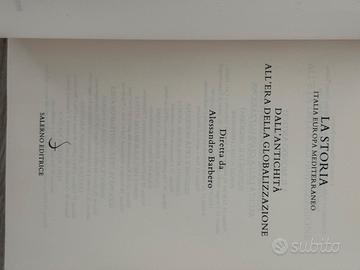 LA STORIA
ITALIA EUROPA MEDITERRANEO
DALL'ANTICHITÀ
ALL'ERA DELLA GLOBALIZZAZIONE
Diretta da
Alessandro Barbero
SALERNO EDITRICE
subito